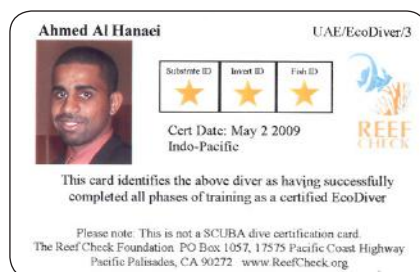 Ahmed Al Hanaei
UAE/EcoDiver/3
Substrate ID
Invert ID
Fish ID
Cert Date: May 2 2009
Indo-Pacific
REEF
CHECK
This card identifies the above diver as having successfully
completed all phases of training as a certified EcoDiver
Please note: This is not a SCUBA dive certification card.
The Reef Check Foundation PO Box 1057, 17575 Pacific Coast Highway
Pacific Palisades, CA 90272 www.ReefCheck.org